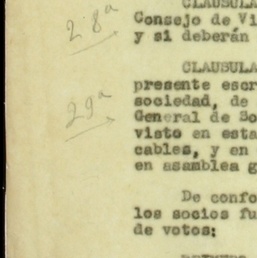 CLAUSULA
28ª
Consejo de Vi
y si deberán
CLAUSULA
29ª
presente escr
sociedad, de
General de So
visto en esta
cables, y en
en asamblea g
De confo
los socios fu
de votos: